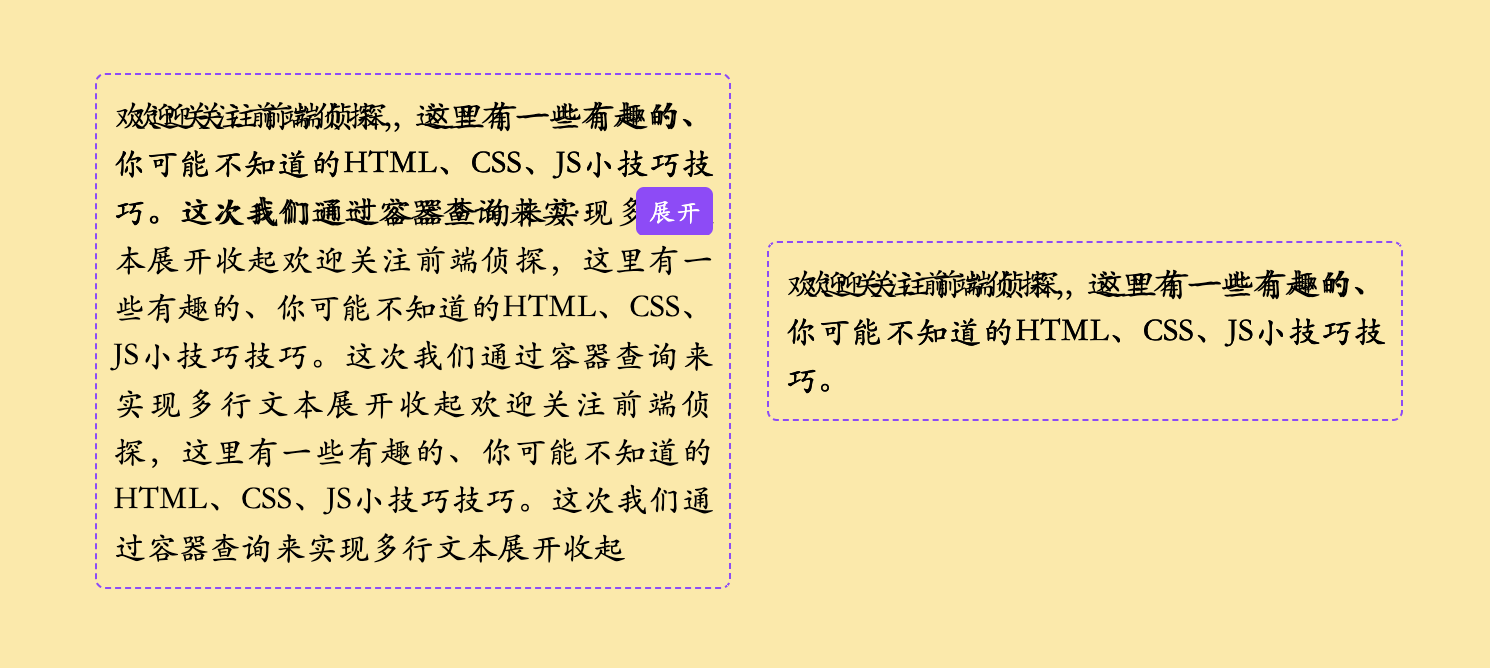 欢迎关注前端侦探，这里有一些有趣的、
你可能不知道的HTML、CSS、JS小技巧技
巧。这次我们通过容器查询来实现多
展开
本展开收起欢迎关注前端侦探，这里有一
些有趣的、你可能不知道的HTML、CSS、
JS小技巧技巧。这次我们通过容器查询来
实现多行文本展开收起欢迎关注前端侦
探，这里有一些有趣的、你可能不知道的
HTML、CSS、JS小技巧技巧。这次我们通
过容器查询来实现多行文本展开收起
欢迎关注前端侦探，这里有一些有趣的、
你可能不知道的HTML、CSS、JS小技巧技
巧。